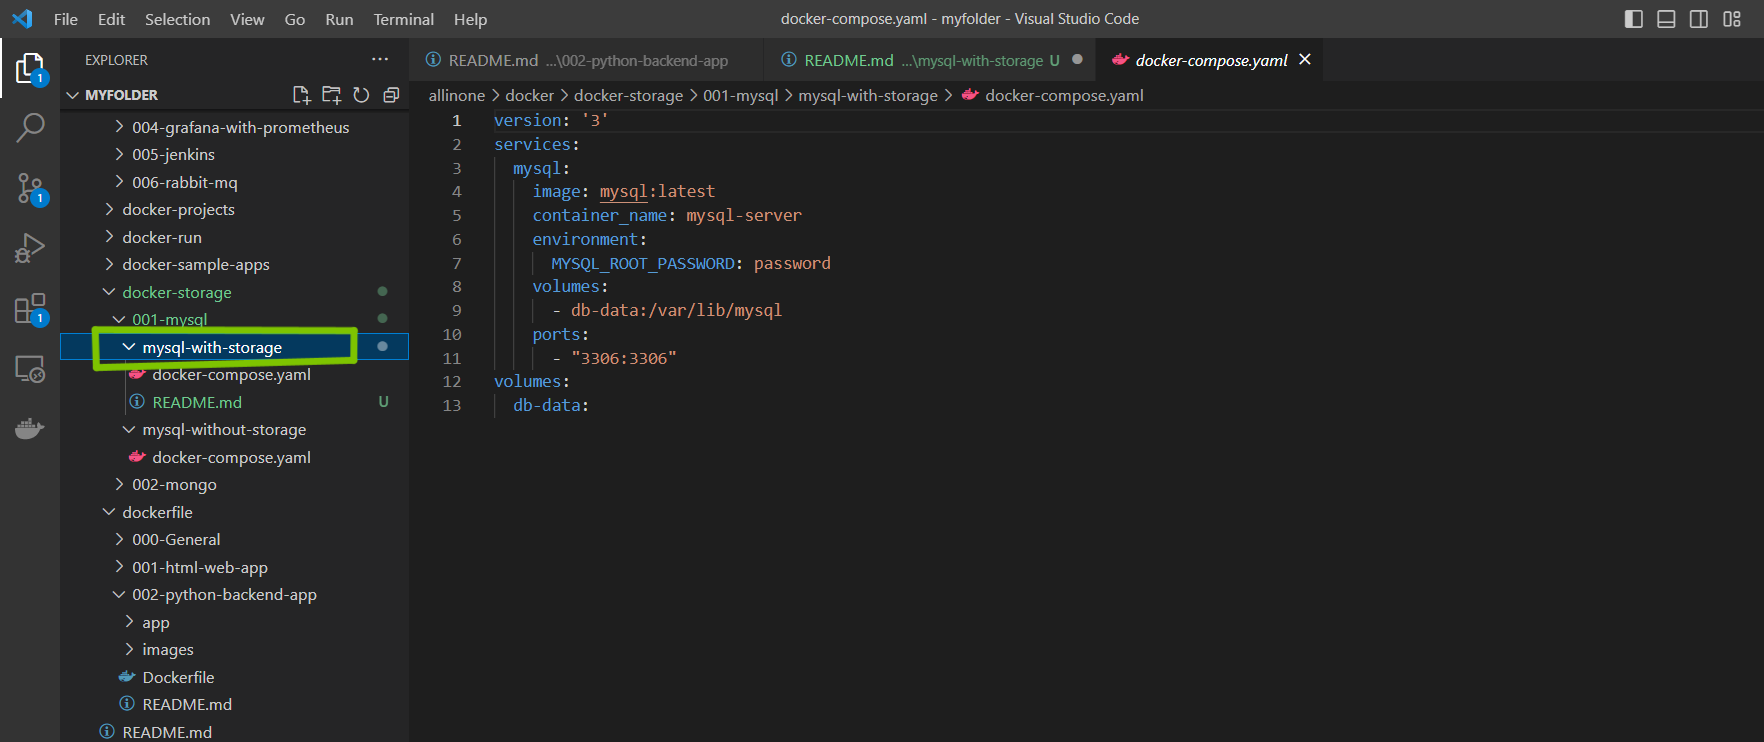 File Edit Selection View Go Run Terminal Help
docker-compose.yaml - myfolder - Visual Studio Code
EXPLORER ···
MYFOLDER
004-grafana-with-prometheus
005-jenkins
006-rabbit-mq
docker-projects
docker-run
docker-sample-apps
docker-storage
001-mysql
mysql-with-storage
docker-compose.yaml
README.md U
mysql-without-storage
docker-compose.yaml
002-mongo
dockerfile
000-General
001-html-web-app
002-python-backend-app
app
images
Dockerfile
README.md
README.md
1
1
1
README.md ...\002-python-backend-app
README.md ...\mysql-with-storage U
docker-compose.yaml
allinone > docker > docker-storage > 001-mysql > mysql-with-storage > docker-compose.yaml
1 version: '3'
2 services:
3 mysql:
4 image: mysql:latest
5 container_name: mysql-server
6 environment:
7 MYSQL_ROOT_PASSWORD: password
8 volumes:
9 - db-data:/var/lib/mysql
10 ports:
11 - "3306:3306"
12 volumes:
13 db-data: